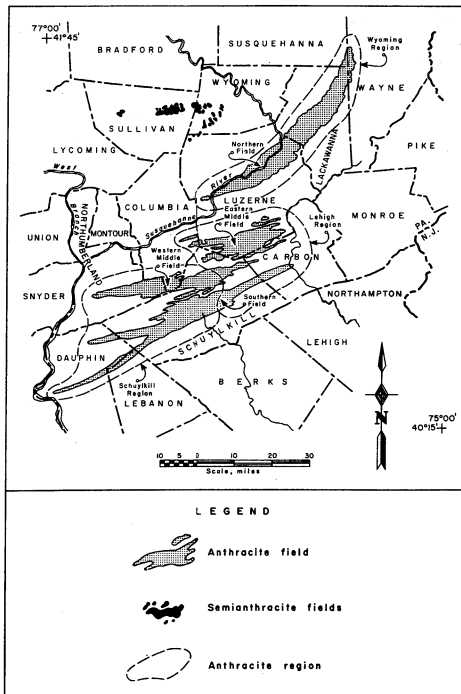 77°00'
41°45'
BRADFORD
SUSQUEHANNA
Wyoming
Region
WYOMING
WAYNE
SULLIVAN
LYCOMING
Northern
Field
LACKAWANNA
PIKE
West
Branch
River
Susquehanna
COLUMBIA
LUZERNE
Eastern
Middle
Field
Lehigh
Region
MONROE
UNION
MONTOUR
NORTHUMBERLAND
Western
Middle
Field
CARBON
PA.
N.J.
SNYDER
Southern
Field
NORTHAMPTON
SCHUYLKILL
DAUPHIN
LEHIGH
Schuylkill
Region
BERKS
LEBANON
N
75°00'
40°15'
10 5 0 10 20 30
Scale, miles
LEGEND
Anthracite field
Semianthracite fields
Anthracite region